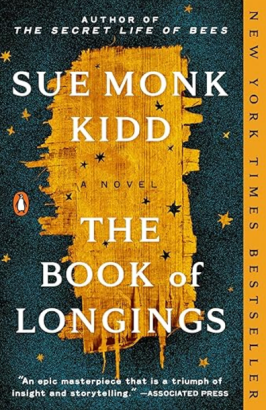 AUTHOR OF
THE SECRET LIFE OF BEES
SUE MONK
KIDD
A NOVEL
THE
BOOK of
LONGINGS
"An epic masterpiece that is a triumph of
insight and storytelling." —ASSOCIATED PRESS
NEW YORK TIMES BESTSELLER